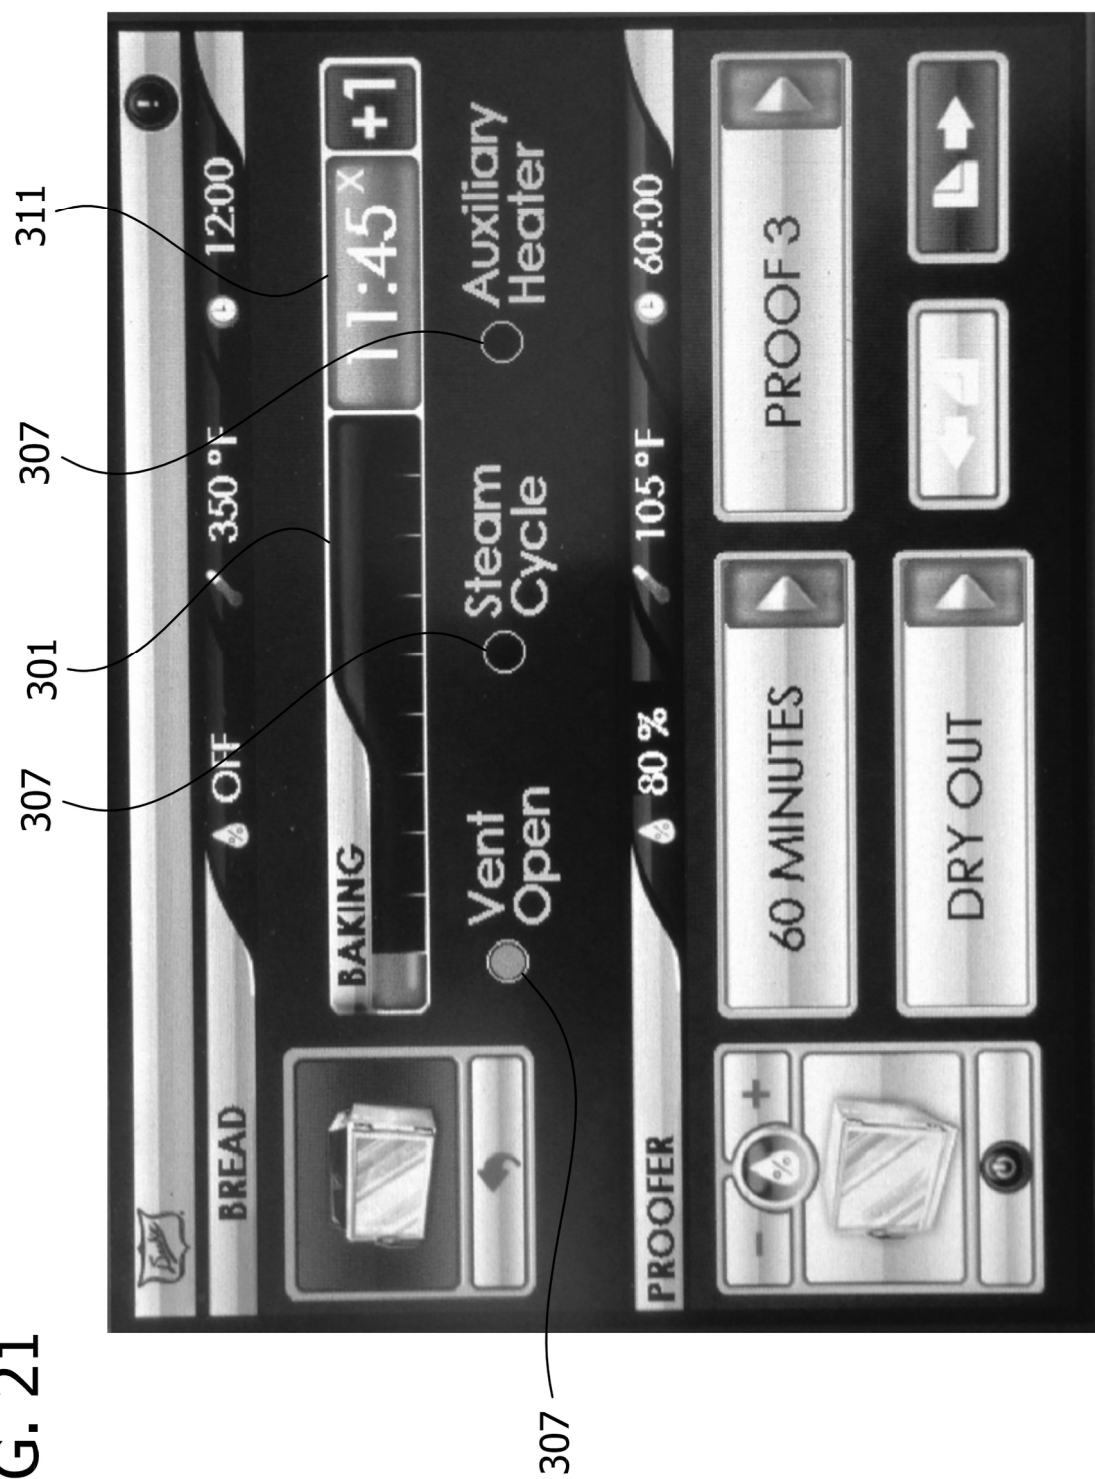 G. 21
311
307
301
307
307
Duke
i
BREAD
% OFF
350 °F
12:00
BAKING
11:45 X
+1
Vent
Open
Steam
Cycle
Auxiliary
Heater
PROOFER
% 80 %
105 °F
60:00
- % +
60 MINUTES
PROOF 3
DRY OUT